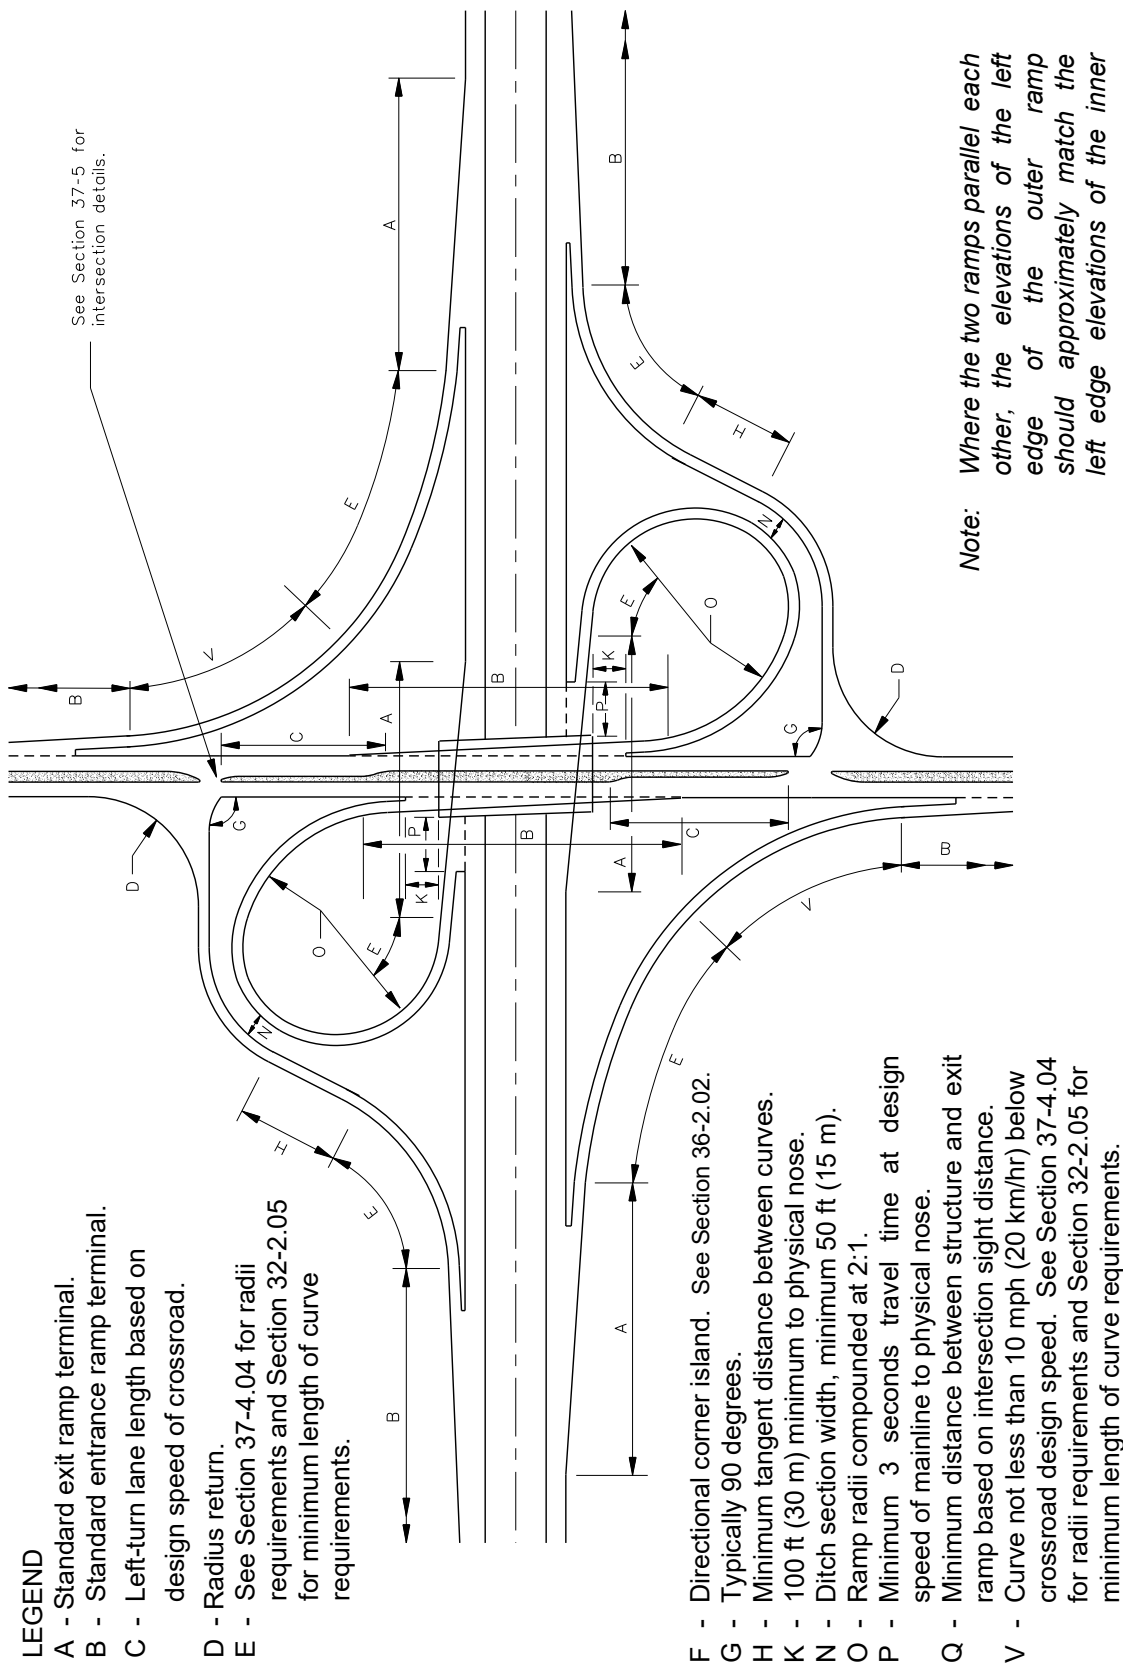 LEGEND
A - Standard exit ramp terminal.
B - Standard entrance ramp terminal.
C - Left-turn lane length based on
design speed of crossroad.
D - Radius return.
E - See Section 37-4.04 for radii
requirements and Section 32-2.05
for minimum length of curve
requirements.
F - Directional corner island. See Section 36-2.02.
G - Typically 90 degrees.
H - Minimum tangent distance between curves.
K - 100 ft (30 m) minimum to physical nose.
N - Ditch section width, minimum 50 ft (15 m).
O - Ramp radii compounded at 2:1.
P - Minimum 3 seconds travel time at design
speed of mainline to physical nose.
Q - Minimum distance between structure and exit
ramp based on intersection sight distance.
V - Curve not less than 10 mph (20 km/hr) below
crossroad design speed. See Section 37-4.04
for radii requirements and Section 32-2.05 for
minimum length of curve requirements.
See Section 37-5 for
intersection details.
B
E
H
N
O
D
G
K
P
E
A
B
C
A
E
V
B
A
B
E
H
N
O
D
G
K
P
E
A
B
C
A
E
V
B
A
Note: Where the two ramps parallel each
other, the elevations of the left
edge of the outer ramp
should approximately match the
left edge elevations of the inner